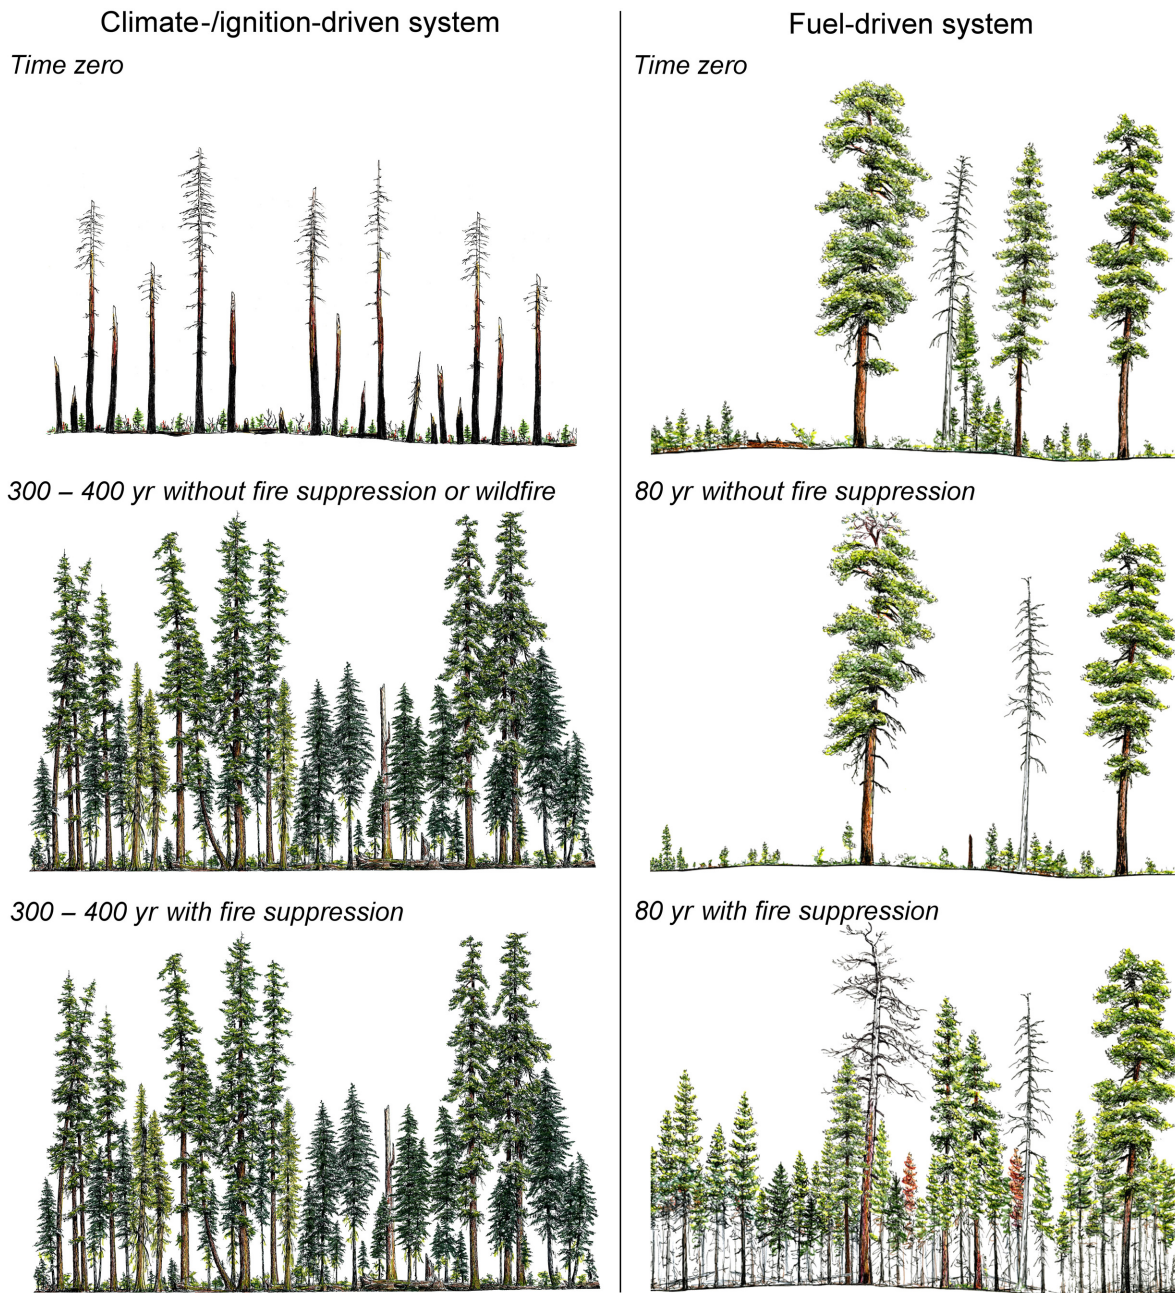 Climate-/ignition-driven system
Time zero
300 – 400 yr without fire suppression or wildfire
300 – 400 yr with fire suppression
Fuel-driven system
Time zero
80 yr without fire suppression
80 yr with fire suppression